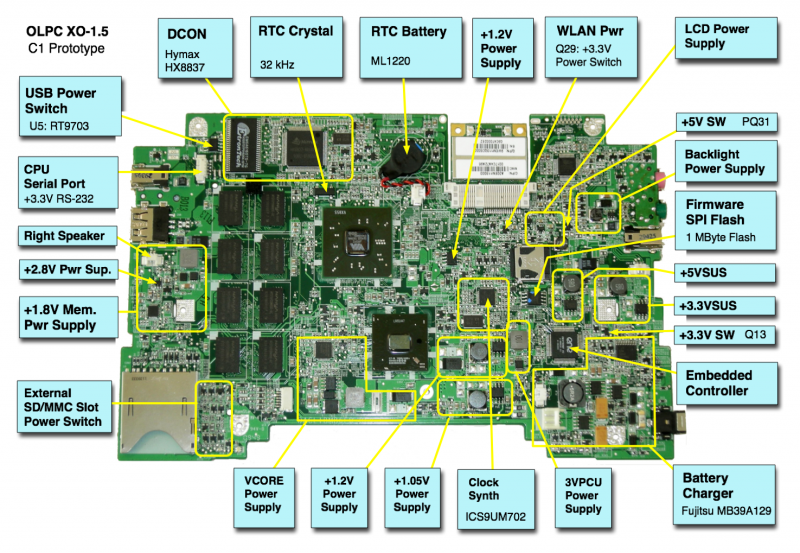 OLPC XO-1.5
C1 Prototype
DCON
Hymax
HX8837
RTC Crystal
32 kHz
RTC Battery
ML1220
+1.2V
Power
Supply
WLAN Pwr
Q29: +3.3V
Power Switch
LCD Power
Supply
USB Power
Switch
U5: RT9703
+5V SW PQ31
CPU
Serial Port
+3.3V RS-232
Backlight
Power Supply
Firmware
SPI Flash
1 MByte Flash
Right Speaker
+2.8V Pwr Sup.
+5VSUS
+1.8V Mem.
Pwr Supply
+3.3VSUS
+3.3V SW Q13
External
SD/MMC Slot
Power Switch
Embedded
Controller
VCORE
Power
Supply
+1.2V
Power
Supply
+1.05V
Power
Supply
Clock
Synth
ICS9UM702
3VPCU
Power
Supply
Battery
Charger
Fujitsu MB39A129